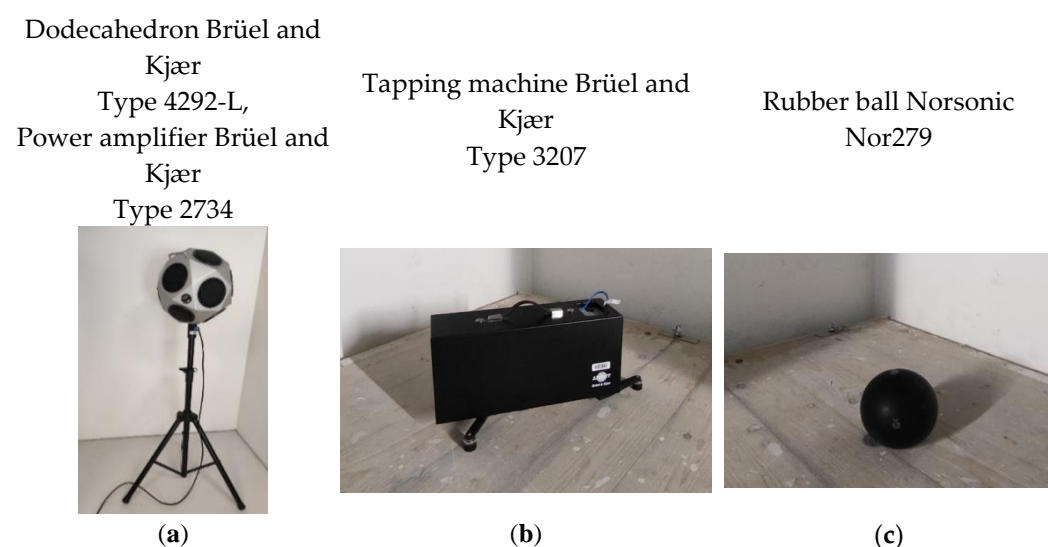 Dodecahedron Brüel and
Kjær
Type 4292-L,
Power amplifier Brüel and
Kjær
Type 2734
Tapping machine Brüel and
Kjær
Type 3207
Rubber ball Norsonic
Nor279
(a)
(b)
(c)